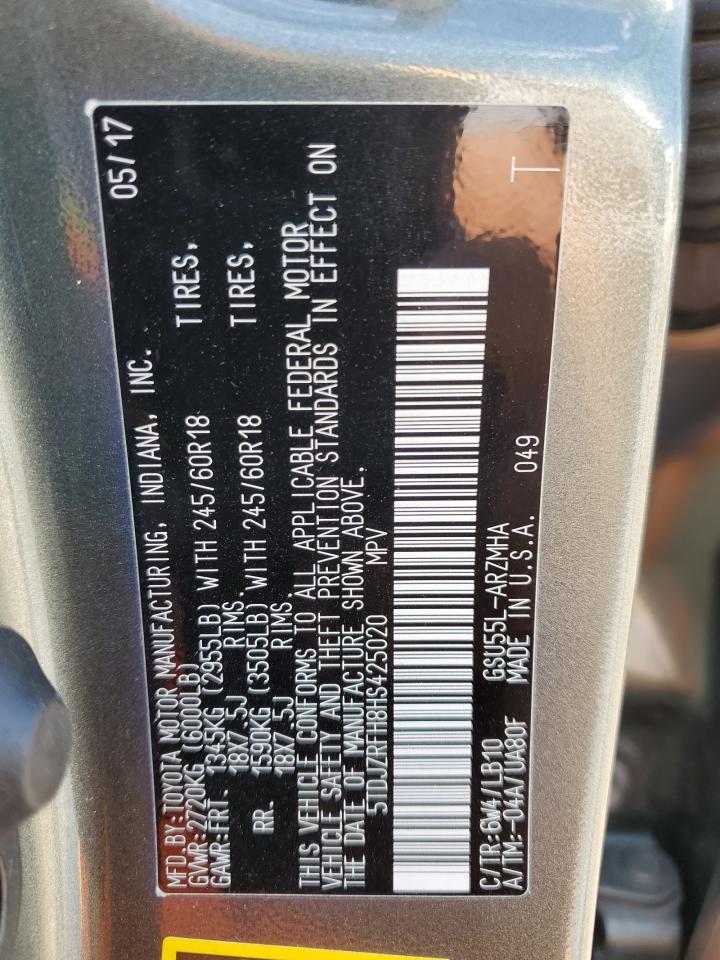 MFD. BY: TOYOTA MOTOR MANUFACTURING, INDIANA, INC. 05/17
GVWR: 2720KG (6000LB)
GAWR: FRT. 1345KG (2955LB) WITH 245/60R18 TIRES,
18X7.5J RIMS,
RR. 1590KG (3505LB) WITH 245/60R18 TIRES,
18X7.5J RIMS.
THIS VEHICLE CONFORMS TO ALL APPLICABLE FEDERAL MOTOR
VEHICLE SAFETY AND THEFT PREVENTION STANDARDS IN EFFECT ON
THE DATE OF MANUFACTURE SHOWN ABOVE.
5TDJZRFH8HS425020 MPV
C/TR: 6W4/LB10 GSU55L-ARZMHA
A/TM: -04A/UA80F MADE IN U.S.A. 049
T